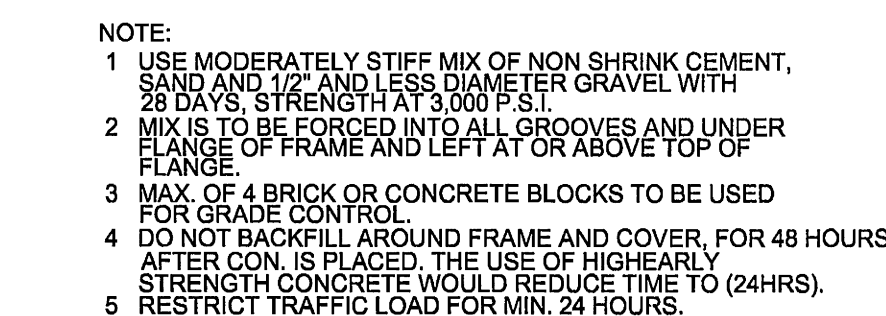 NOTE:
1 USE MODERATELY STIFF MIX OF NON SHRINK CEMENT,
SAND AND 1/2" AND LESS DIAMETER GRAVEL WITH
28 DAYS, STRENGTH AT 3,000 P.S.I.
2 MIX IS TO BE FORCED INTO ALL GROOVES AND UNDER
FLANGE OF FRAME AND LEFT AT OR ABOVE TOP OF
FLANGE.
3 MAX. OF 4 BRICK OR CONCRETE BLOCKS TO BE USED
FOR GRADE CONTROL.
4 DO NOT BACKFILL AROUND FRAME AND COVER, FOR 48 HOURS
AFTER CON. IS PLACED. THE USE OF HIGHEARLY
STRENGTH CONCRETE WOULD REDUCE TIME TO (24HRS).
5 RESTRICT TRAFFIC LOAD FOR MIN. 24 HOURS.